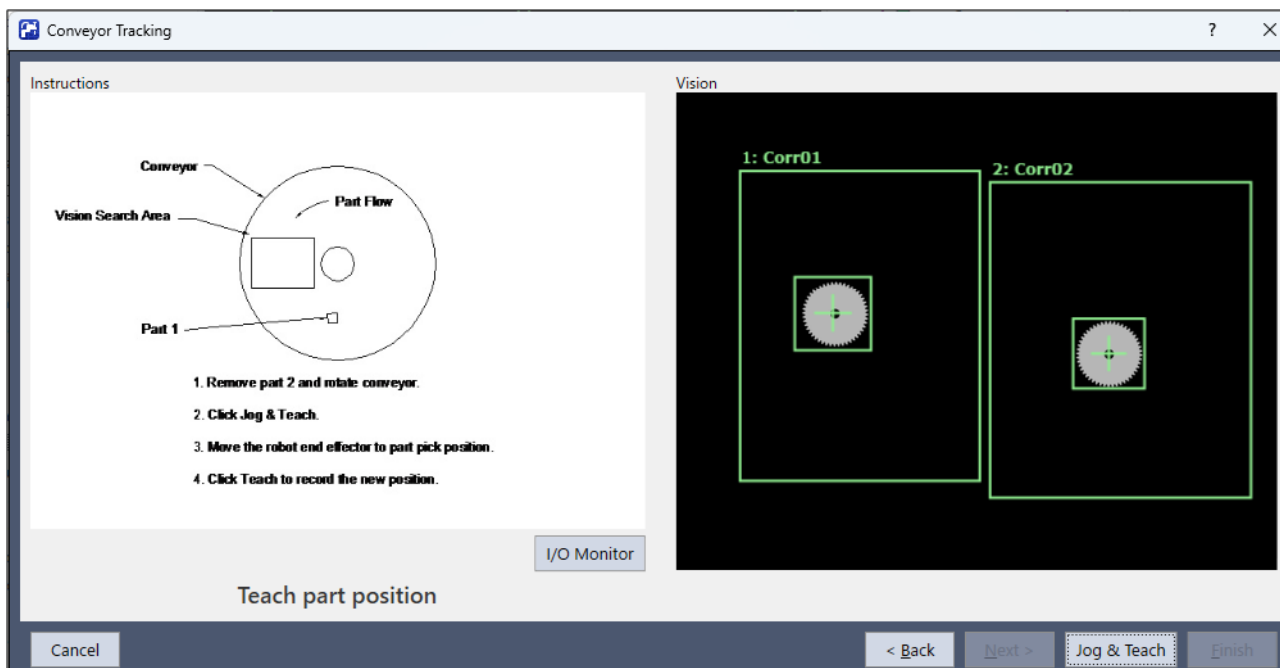 Conveyor Tracking
?
Instructions
Vision
Conveyor
Part Flow
Vision Search Area
Part 1
1. Remove part 2 and rotate conveyor.
2. Click Jog & Teach.
3. Move the robot end effector to part pick position.
4. Click Teach to record the new position.
1: Corr01
2: Corr02
I/O Monitor
Teach part position
Cancel
< Back
Next >
Jog & Teach
Finish